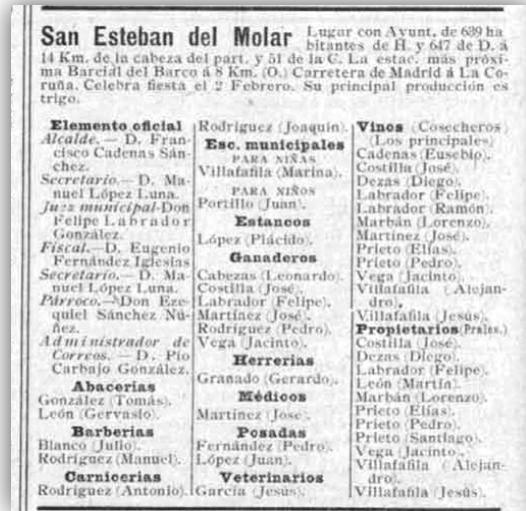 San Esteban del Molar Lugar con Ayunt. de 639 ha
bitantes de H. y 647 de D. á
14 Km. de la cabeza del part. y 51 de la C. La estac. más próxi-
ma Barcial del Barco á 8 Km. (O.) Carretera de Madrid á La Co-
ruña. Celebra fiesta el 2 Febrero. Su principal producción es
trigo.
Elemento oficial
Alcalde.— D. Fran-
cisco Cadenas Sán-
chez.
Secretario.— D. Ma-
nuel López Luna.
Juez municipal-Don
Felipe Labrador
González.
Fiscal.—D. Eugenio
Fernández Iglesias
Secretario.— D. Ma-
nuel López Luna.
Párroco.—Don Eze-
quiel Sánchez Nú-
ñez.
Administrador de
Correos. — D. Pío
Carbajo González.
Abacerias
González (Tomás).
León (Gervasio).
Barberias
Blanco (Julio).
Rodríguez (Manuel).
Carnicerias
Rodríguez (Antonio).
Rodríguez (Joaquín).
Esc. municipales
PARA NIÑAS
Villafafila (Marina).
PARA NIÑOS
Portillo (Juan).
Estancos
López (Plácido).
Ganaderos
Cabezas (Leonardo).
Costilla (José).
Labrador (Felipe).
Martínez (José).
Rodríguez (Pedro).
Vega (Jacinto).
Herrerias
Granado (Gerardo).
Médicos
Martínez (José).
Posadas
Fernández (Pedro).
López (Juan).
Veterinarios
García (Jesús).
Vinos (Cosecheros)
(Los principales)
Cadenas (Eusebio).
Costilla (José).
Dezas (Diego).
Labrador (Felipe).
Labrador (Ramón).
Marbán (Lorenzo).
Martínez (José).
Prieto (Elías).
Prieto (Pedro).
Vega (Jacinto).
Villafafila (Alejan-
dro).
Villafafila (Jesús).
Propietarios (Prales.)
Costilla (José).
Dezas (Diego).
Labrador (Felipe).
León (Martín).
Marbán (Lorenzo).
Prieto (Elías).
Prieto (Pedro).
Prieto (Santiago).
Vega (Jacinto).
Villafafila (Alejan-
dro).
Villafafila (Jesús).